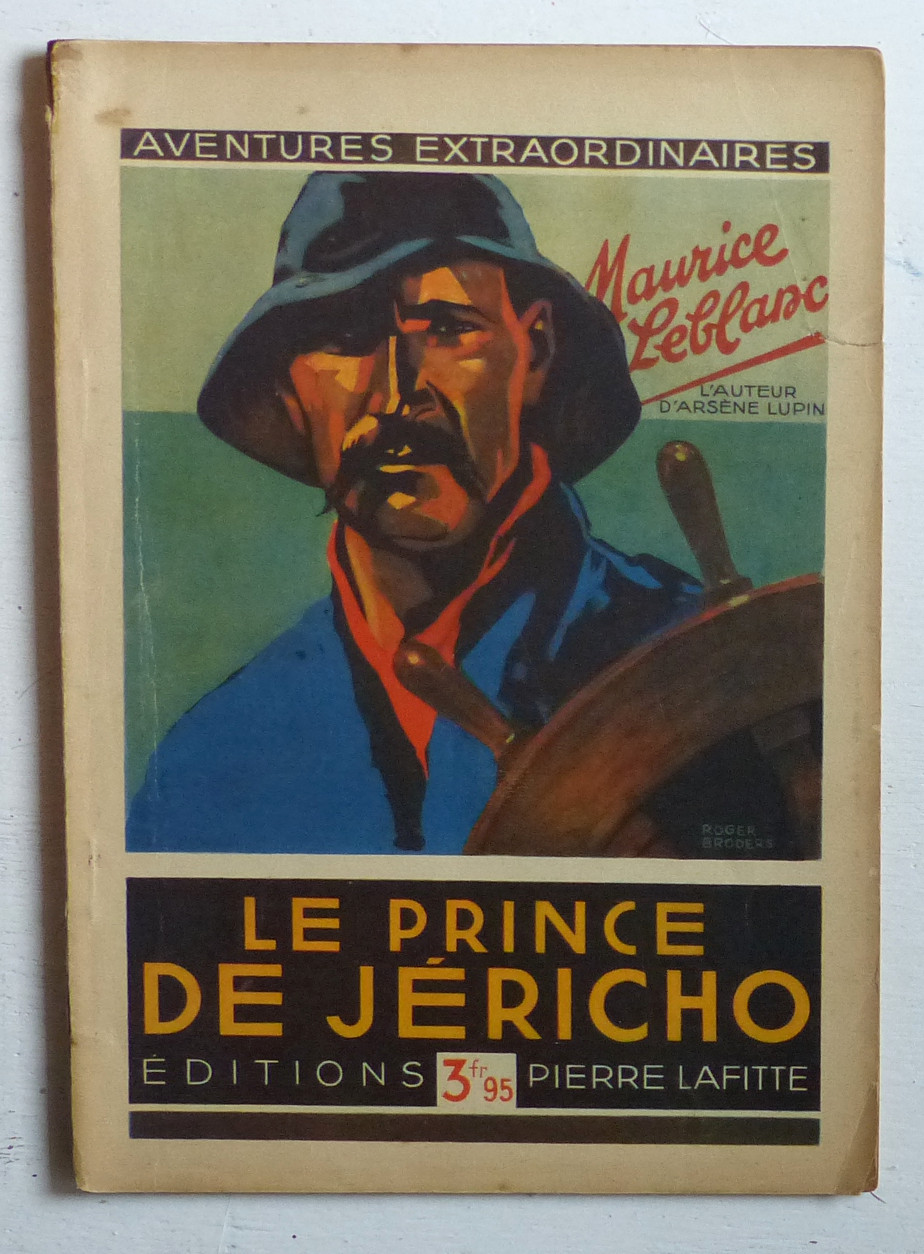 AVENTURES EXTRAORDINAIRES
Maurice
Leblanc
L'AUTEUR
D'ARSÈNE LUPIN
ROGER
BRODERS
LE PRINCE
DE JÉRICHO
ÉDITIONS 3fr95 PIERRE LAFITTE